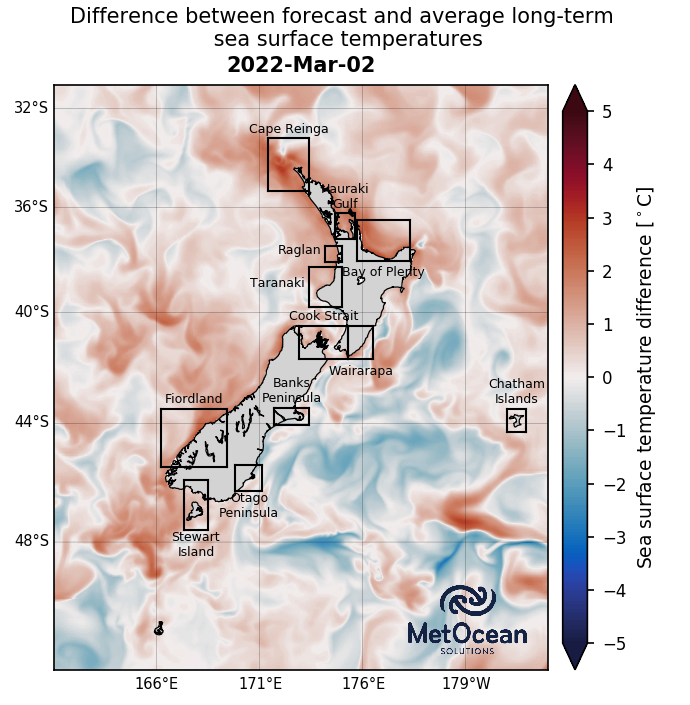 Difference between forecast and average long-term
sea surface temperatures
2022-Mar-02
32°S
36°S
40°S
44°S
48°S
Cape Reinga
Hauraki
Gulf
Raglan
Bay of Plenty
Taranaki
Cook Strait
Wairarapa
Banks
Peninsula
Fiordland
Chatham
Islands
Otago
Peninsula
Stewart
Island
MetOcean
SOLUTIONS
166°E
171°E
176°E
179°W
5
4
3
2
1
0
−1
−2
−3
−4
−5
Sea surface temperature difference [°C]